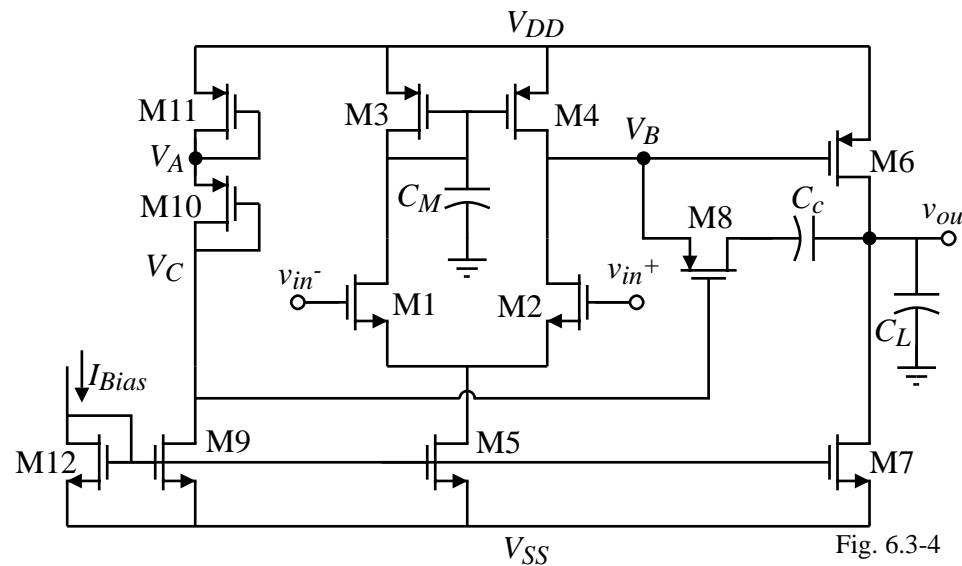 V_DD
M11
M3
M4
V_A
V_B
M6
M10
C_M
M8
C_c
v_ou
V_C
v_in^-
v_in^+
M1
M2
C_L
I_Bias
M9
M5
M12
M7
V_SS
Fig. 6.3-4